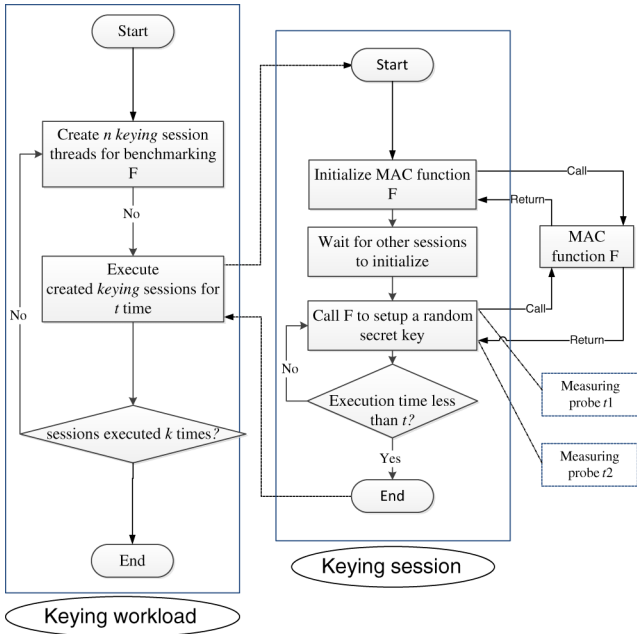 Start
Create n keying session
threads for benchmarking
F
No
Execute
created keying sessions for
t time
No
sessions executed k times?
End
Keying workload
Start
Initialize MAC function
F
Wait for other sessions
to initialize
Call F to setup a random
secret key
No
Execution time less
than t?
Yes
End
Keying session
Call
Return
MAC
function F
Call
Return
Measuring
probe t1
Measuring
probe t2